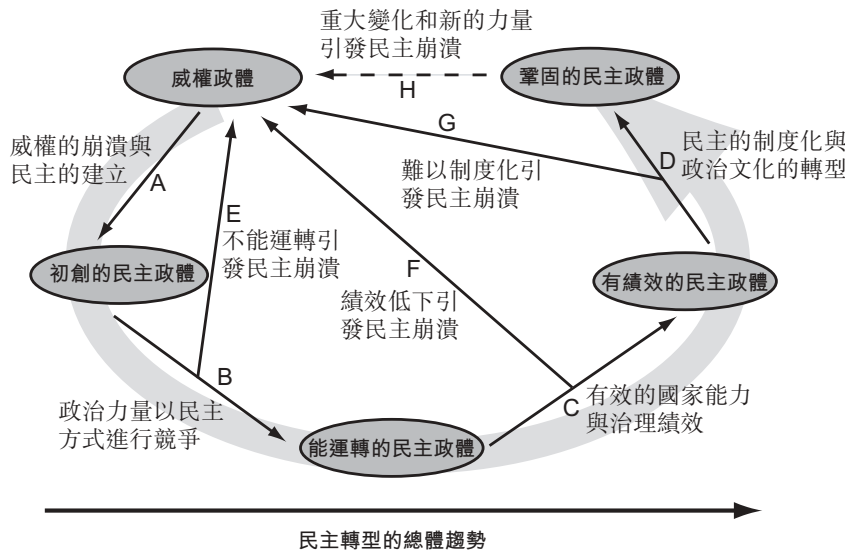 重大變化和新的力量
引發民主崩潰
威權政體
鞏固的民主政體
H
G
威權的崩潰與
民主的建立
A
難以制度化引
發民主崩潰
D
民主的制度化與
政治文化的轉型
E
不能運轉引
發民主崩潰
初創的民主政體
F
績效低下引
發民主崩潰
有績效的民主政體
B
政治力量以民主
方式進行競爭
C
有效的國家能力
與治理績效
能運轉的民主政體
民主轉型的總體趨勢